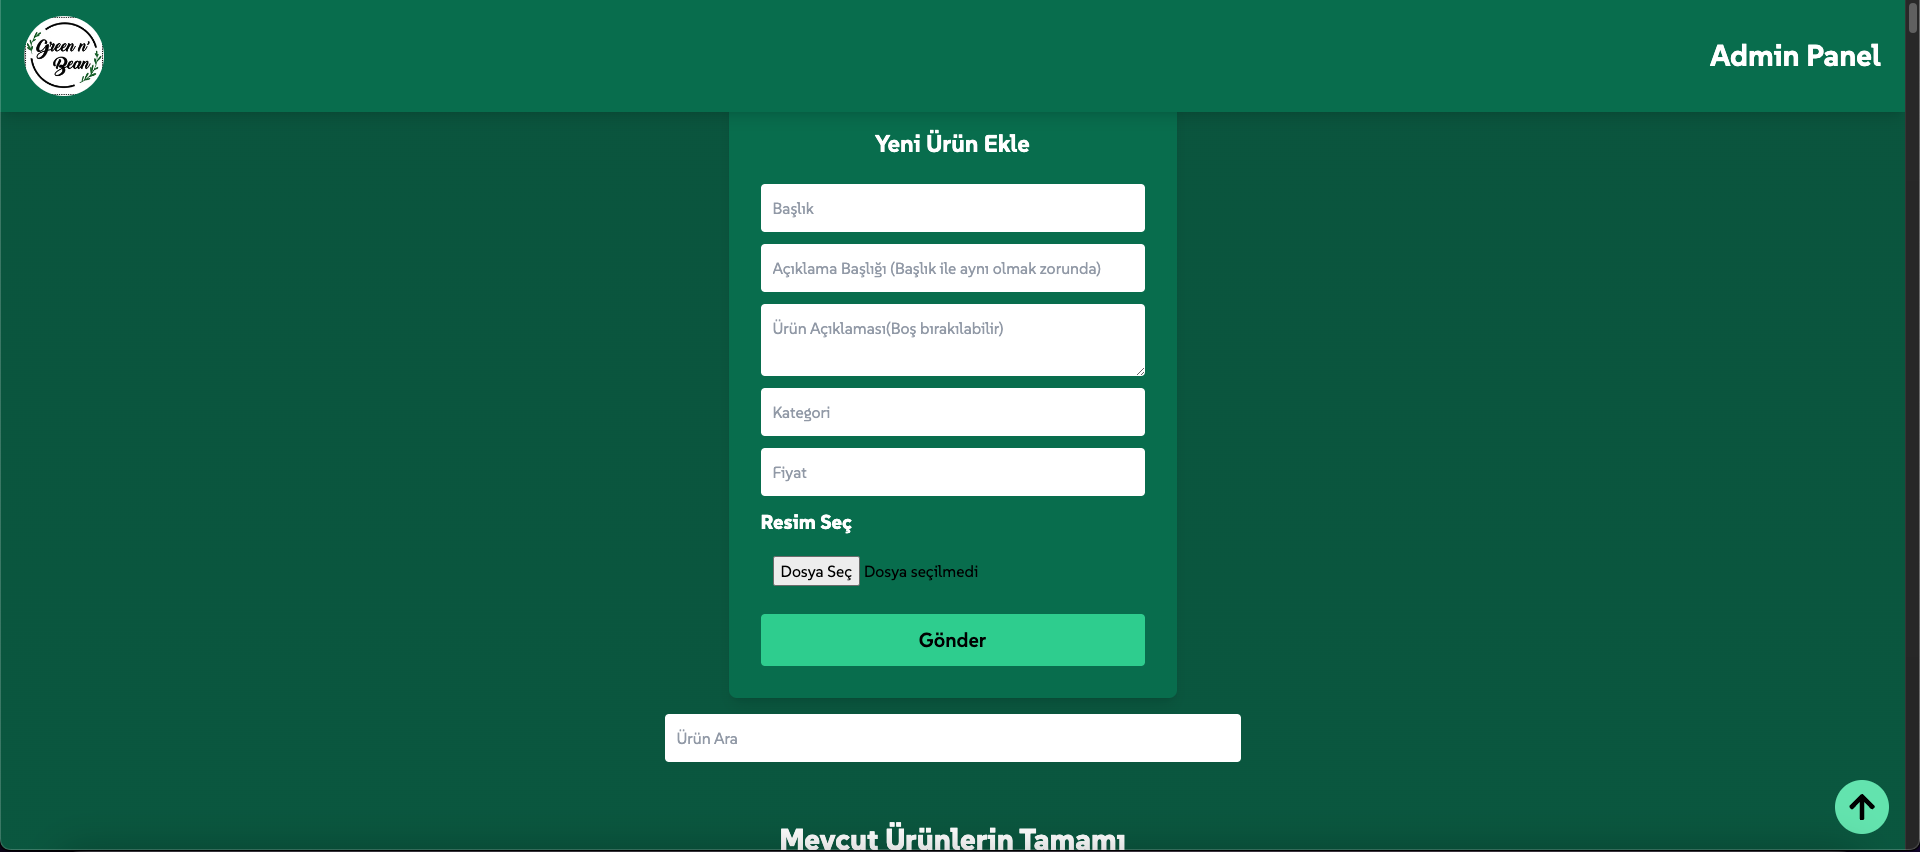 Green n'
Bean
Admin Panel
Yeni Ürün Ekle
Başlık
Açıklama Başlığı (Başlık ile aynı olmak zorunda)
Ürün Açıklaması(Boş bırakılabilir)
Kategori
Fiyat
Resim Seç
Dosya Seç Dosya seçilmedi
Gönder
Ürün Ara
Mevcut Ürünlerin Tamamı